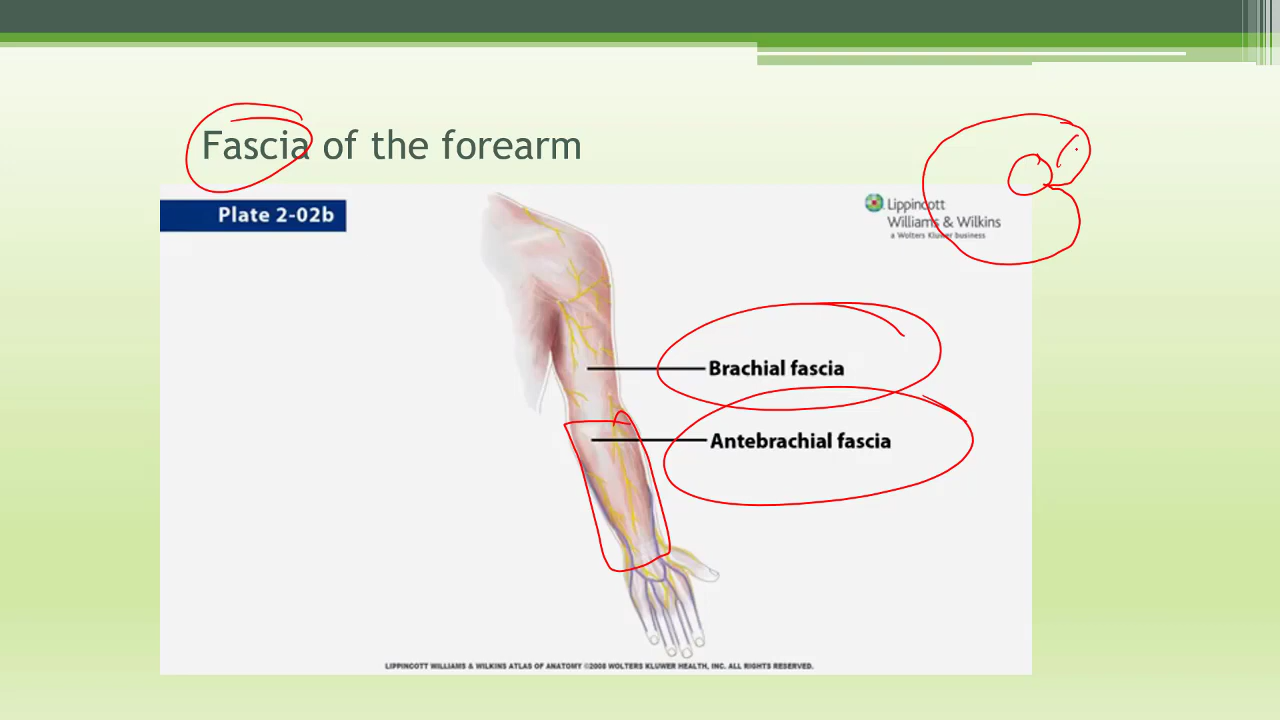 Fascia of the forearm
Plate 2-02b
Lippincott
Williams & Wilkins
a Wolters Kluwer business
Brachial fascia
Antebrachial fascia
LIPPINCOTT WILLIAMS & WILKINS ATLAS OF ANATOMY ©2008 WOLTERS KLUWER HEALTH, INC. ALL RIGHTS RESERVED.